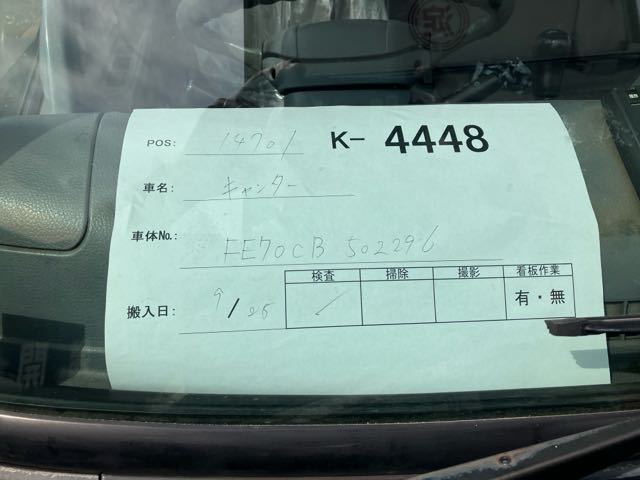 POS: 14701 K- 4448
車名: キャンター
車体No.: FE70CB 502296
検査 掃除 撮影 看板作業
搬入日: 9/25 ✓ 有・無